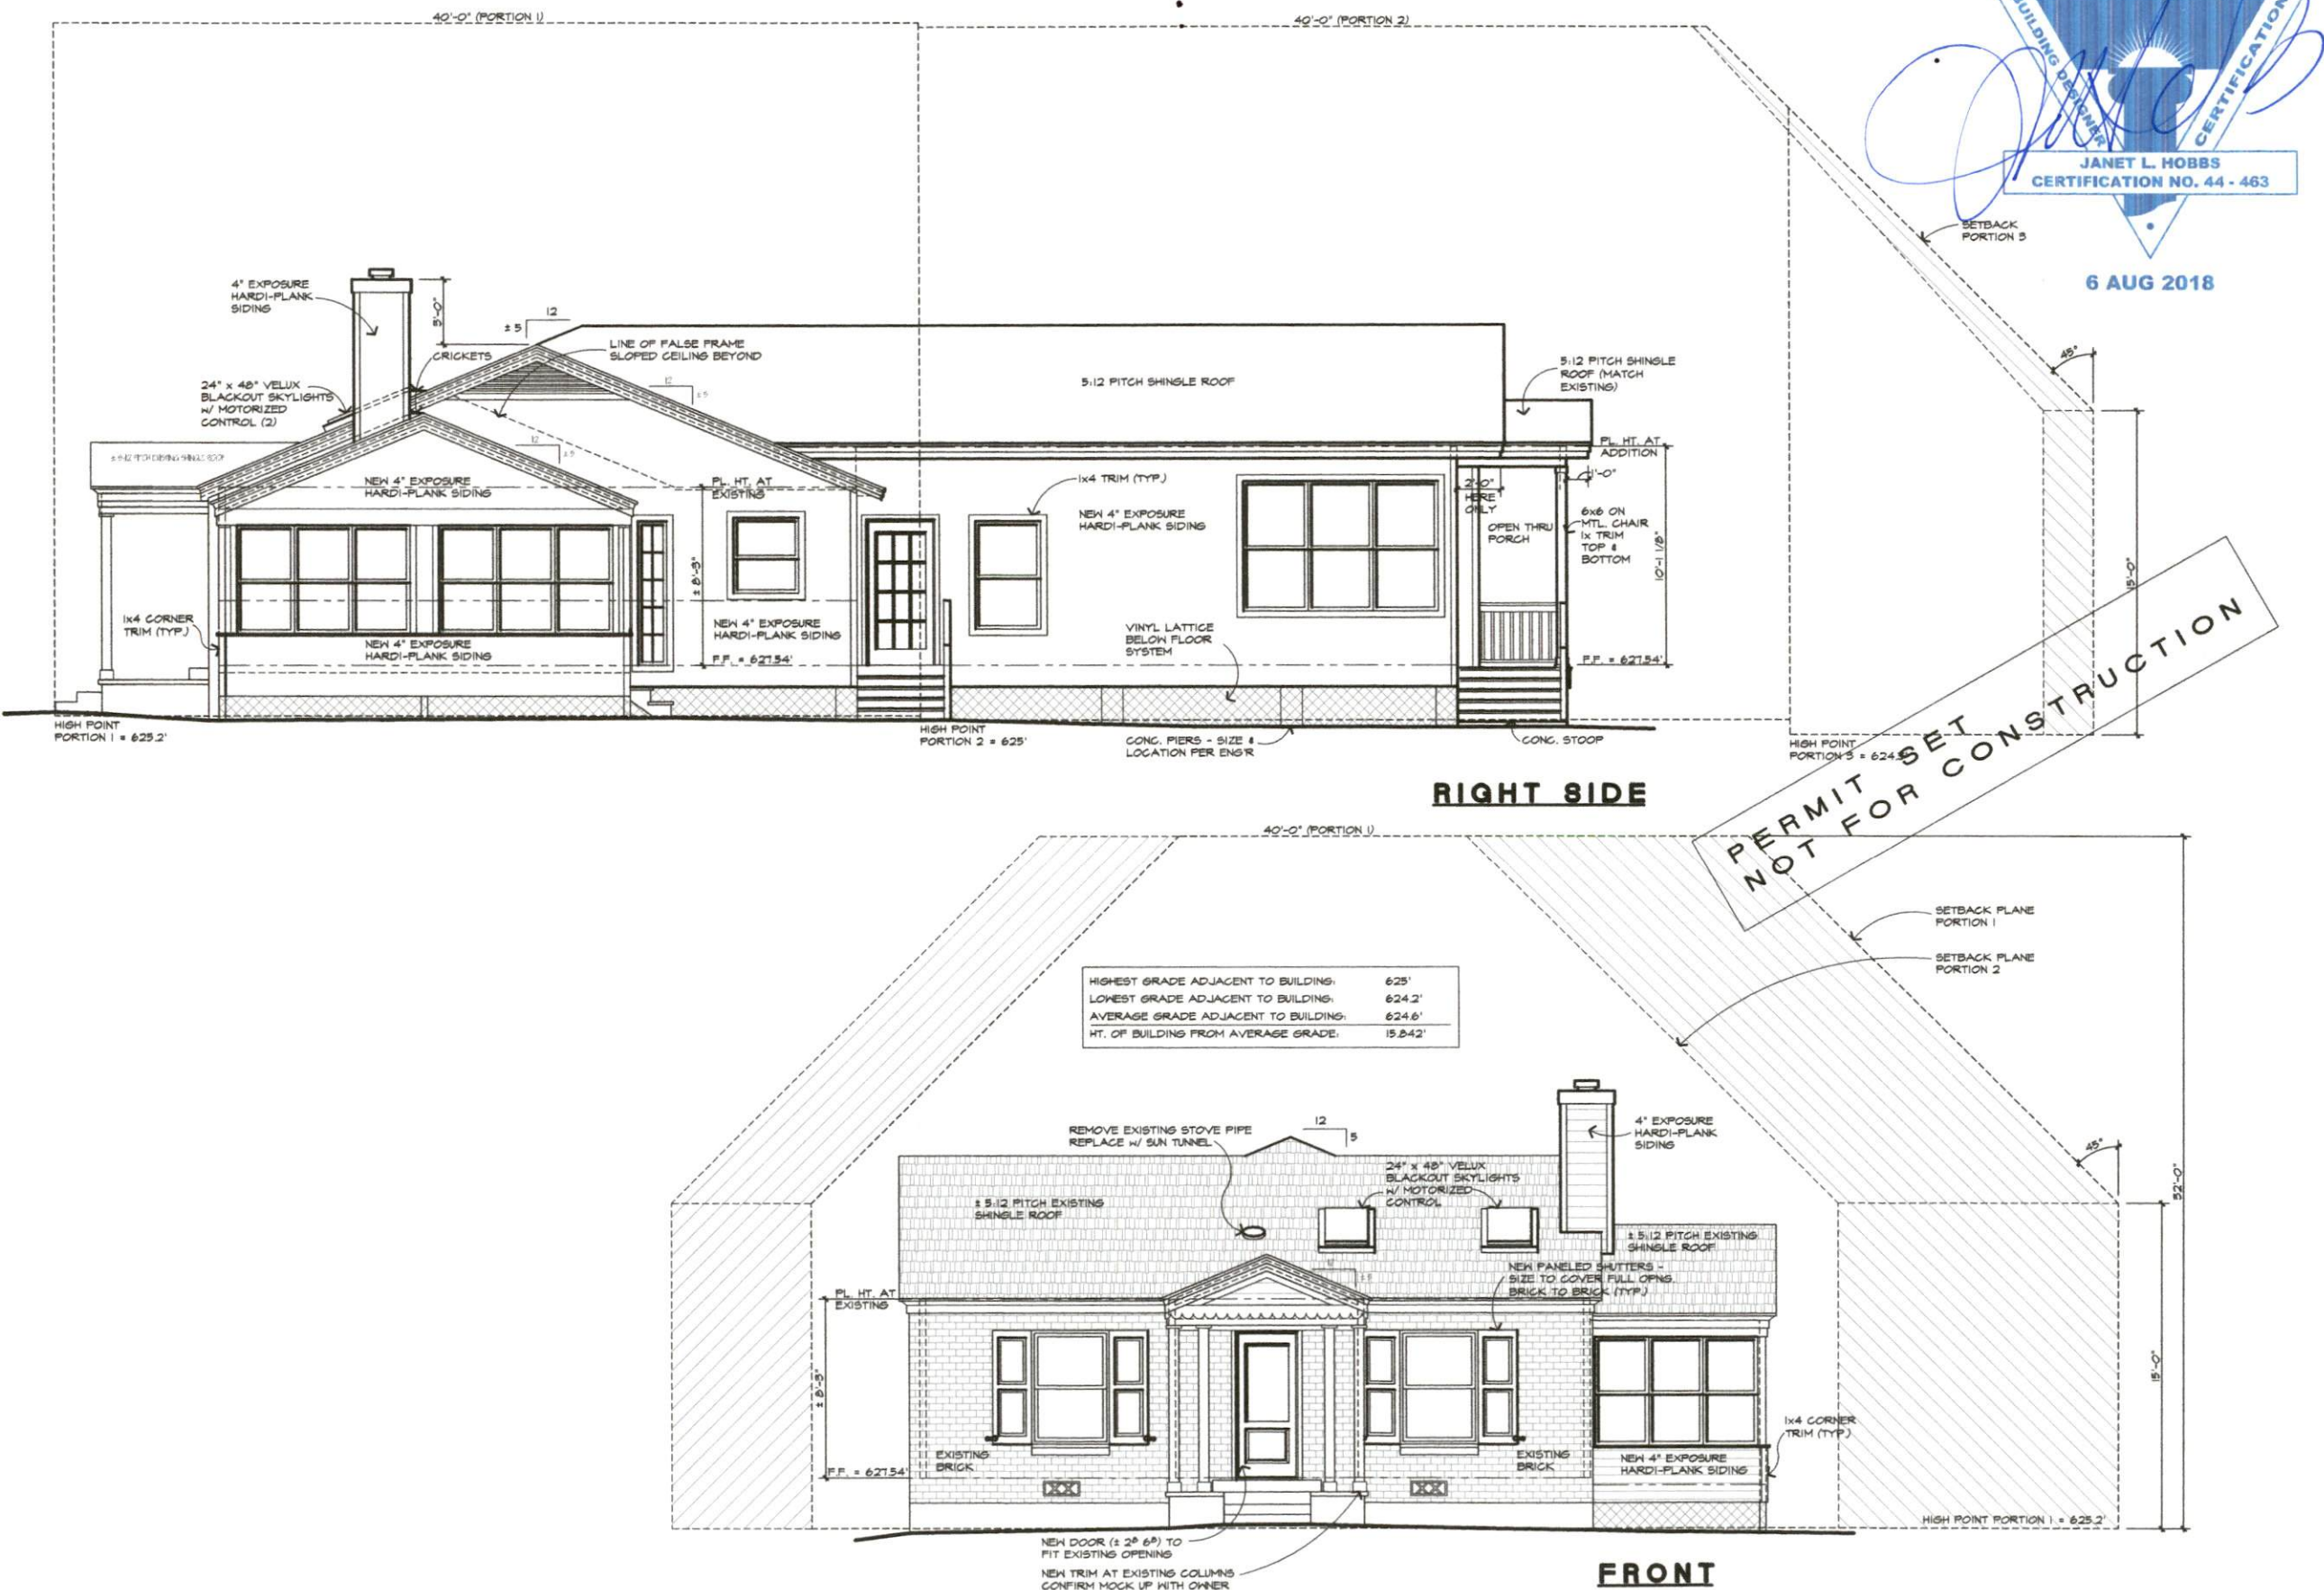 40'-0" (PORTION 1)
40'-0" (PORTION 2)
BUILDING DESIGNER
CERTIFICATION
JANET L. HOBBS
CERTIFICATION NO. 44 - 463
6 AUG 2018
SETBACK
PORTION 3
4" EXPOSURE
HARDI-PLANK
SIDING
3'-0"
± 5
12
LINE OF FALSE FRAME
SLOPED CEILING BEYOND
CRICKETS
24" x 48" VELUX
BLACKOUT SKYLIGHTS
w/ MOTORIZED
CONTROL (2)
12
± 5
5:12 PITCH SHINGLE ROOF
5:12 PITCH SHINGLE
ROOF (MATCH
EXISTING)
45°
12
± 5
± 5:12 PITCH EXISTING SHINGLE ROOF
PL. HT. AT
ADDITION
NEW 4" EXPOSURE
HARDI-PLANK SIDING
PL. HT. AT
EXISTING
1x4 TRIM (TYP.)
NEW 4" EXPOSURE
HARDI-PLANK SIDING
2'-0"
HERE
ONLY
1'-0"
OPEN THRU
PORCH
6x6 ON
MTL. CHAIR
1x TRIM
TOP &
BOTTOM
10'-1 1/8"
± 8'-3"
15'-0"
1x4 CORNER
TRIM (TYP.)
NEW 4" EXPOSURE
HARDI-PLANK SIDING
NEW 4" EXPOSURE
HARDI-PLANK SIDING
F.F. = 627.54'
VINYL LATTICE
BELOW FLOOR
SYSTEM
F.F. = 627.54'
HIGH POINT
PORTION 1 = 625.2'
HIGH POINT
PORTION 2 = 625'
CONC. PIERS - SIZE &
LOCATION PER ENG'R
CONC. STOOP
HIGH POINT
PORTION 3 =
RIGHT SIDE
PERMIT SET
NOT FOR CONSTRUCTION
40'-0" (PORTION 1)
SETBACK PLANE
PORTION 1
SETBACK PLANE
PORTION 2
HIGHEST GRADE ADJACENT TO BUILDING: 625'
LOWEST GRADE ADJACENT TO BUILDING: 624.2'
AVERAGE GRADE ADJACENT TO BUILDING: 624.6'
HT. OF BUILDING FROM AVERAGE GRADE: 15.842'
REMOVE EXISTING STOVE PIPE
REPLACE w/ SUN TUNNEL
12
5
4" EXPOSURE
HARDI-PLANK
SIDING
45°
32'-0"
24" x 48" VELUX
BLACKOUT SKYLIGHTS
w/ MOTORIZED
CONTROL
± 5:12 PITCH EXISTING
SHINGLE ROOF
± 5:12 PITCH EXISTING
SHINGLE ROOF
12
± 5
NEW PANELED SHUTTERS -
SIZE TO COVER FULL OPNG.
BRICK TO BRICK (TYP.)
PL. HT. AT
EXISTING
± 8'-3"
15'-0"
1x4 CORNER
TRIM (TYP.)
EXISTING
BRICK
EXISTING
BRICK
NEW 4" EXPOSURE
HARDI-PLANK SIDING
F.F. = 627.54'
HIGH POINT PORTION 1 = 625.2'
NEW DOOR (± 2⁸ 6⁸) TO
FIT EXISTING OPENING
NEW TRIM AT EXISTING COLUMNS
CONFIRM MOCK UP WITH OWNER
FRONT